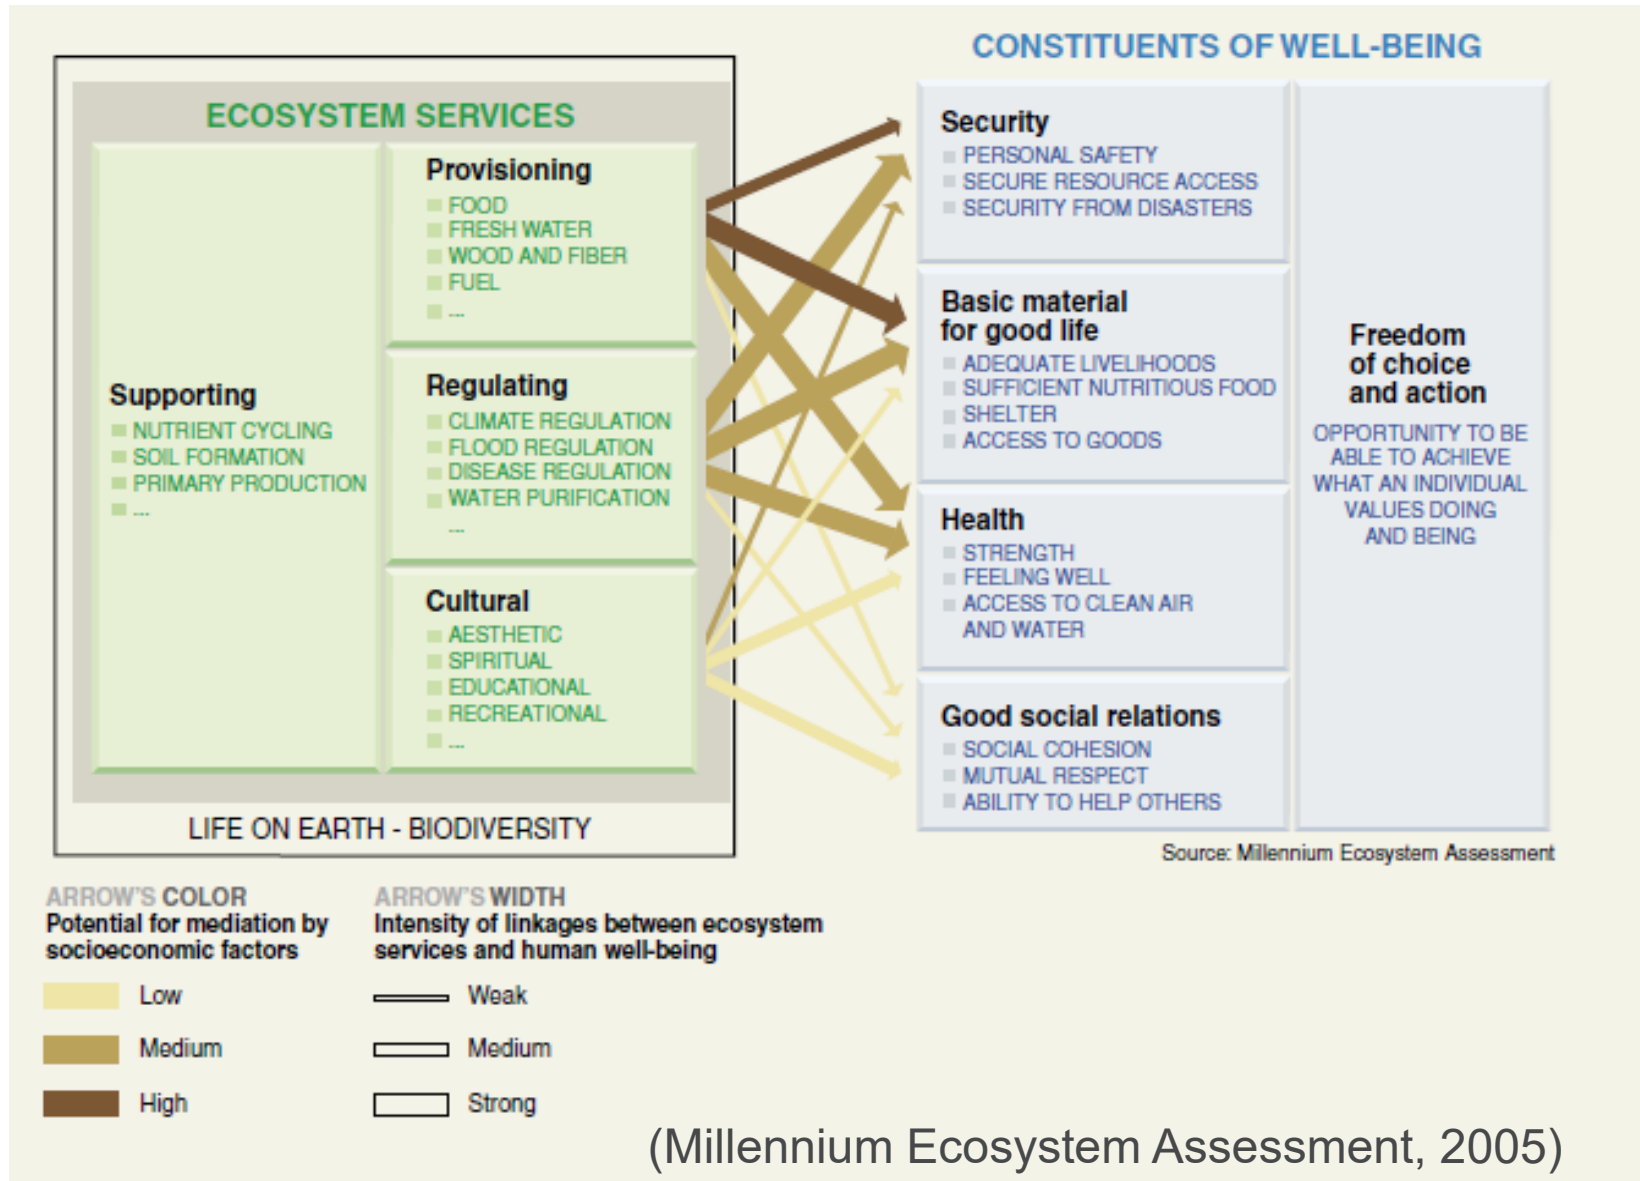 CONSTITUENTS OF WELL-BEING
ECOSYSTEM SERVICES
Supporting
NUTRIENT CYCLING
SOIL FORMATION
PRIMARY PRODUCTION
...
Provisioning
FOOD
FRESH WATER
WOOD AND FIBER
FUEL
...
Regulating
CLIMATE REGULATION
FLOOD REGULATION
DISEASE REGULATION
WATER PURIFICATION
...
Cultural
AESTHETIC
SPIRITUAL
EDUCATIONAL
RECREATIONAL
...
LIFE ON EARTH - BIODIVERSITY
Security
PERSONAL SAFETY
SECURE RESOURCE ACCESS
SECURITY FROM DISASTERS
Basic material
for good life
ADEQUATE LIVELIHOODS
SUFFICIENT NUTRITIOUS FOOD
SHELTER
ACCESS TO GOODS
Health
STRENGTH
FEELING WELL
ACCESS TO CLEAN AIR
AND WATER
Good social relations
SOCIAL COHESION
MUTUAL RESPECT
ABILITY TO HELP OTHERS
Freedom
of choice
and action
OPPORTUNITY TO BE
ABLE TO ACHIEVE
WHAT AN INDIVIDUAL
VALUES DOING
AND BEING
Source: Millennium Ecosystem Assessment
ARROW'S COLOR
Potential for mediation by
socioeconomic factors
Low
Medium
High
ARROW'S WIDTH
Intensity of linkages between ecosystem
services and human well-being
Weak
Medium
Strong
(Millennium Ecosystem Assessment, 2005)